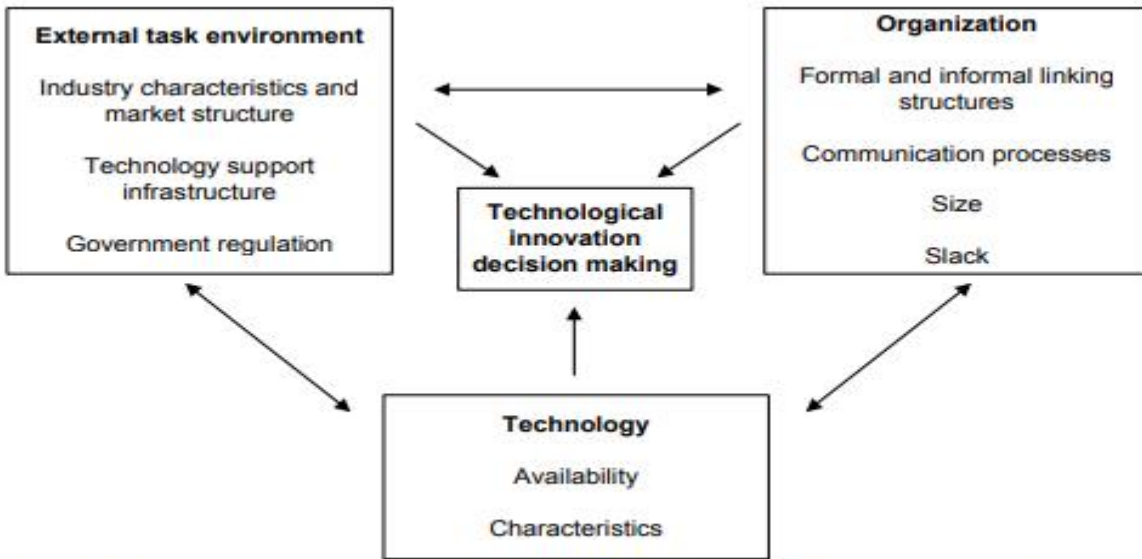 External task environment
Industry characteristics and
market structure
Technology support
infrastructure
Government regulation
Organization
Formal and informal linking
structures
Communication processes
Size
Slack
Technological
innovation
decision making
Technology
Availability
Characteristics